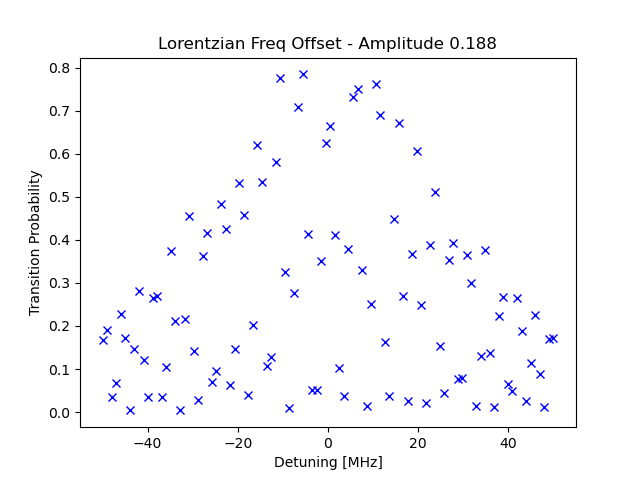 Lorentzian Freq Offset - Amplitude 0.188
Transition Probability
0.8
0.7
0.6
0.5
0.4
0.3
0.2
0.1
0.0
−40 −20 0 20 40
Detuning [MHz]